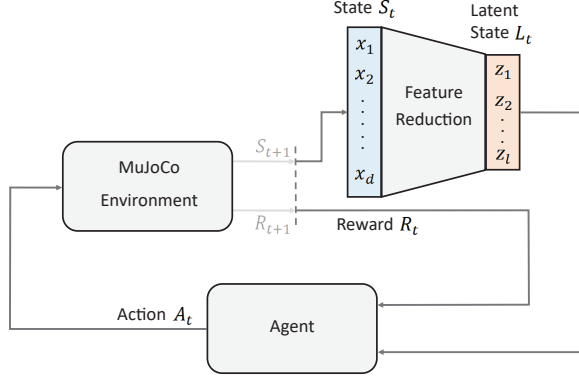 State S_t
Latent
State L_t
x_1
x_2
x_d
Feature
Reduction
z_1
z_2
z_l
MuJoCo
Environment
S_{t+1}
R_{t+1}
Reward R_t
Action A_t
Agent